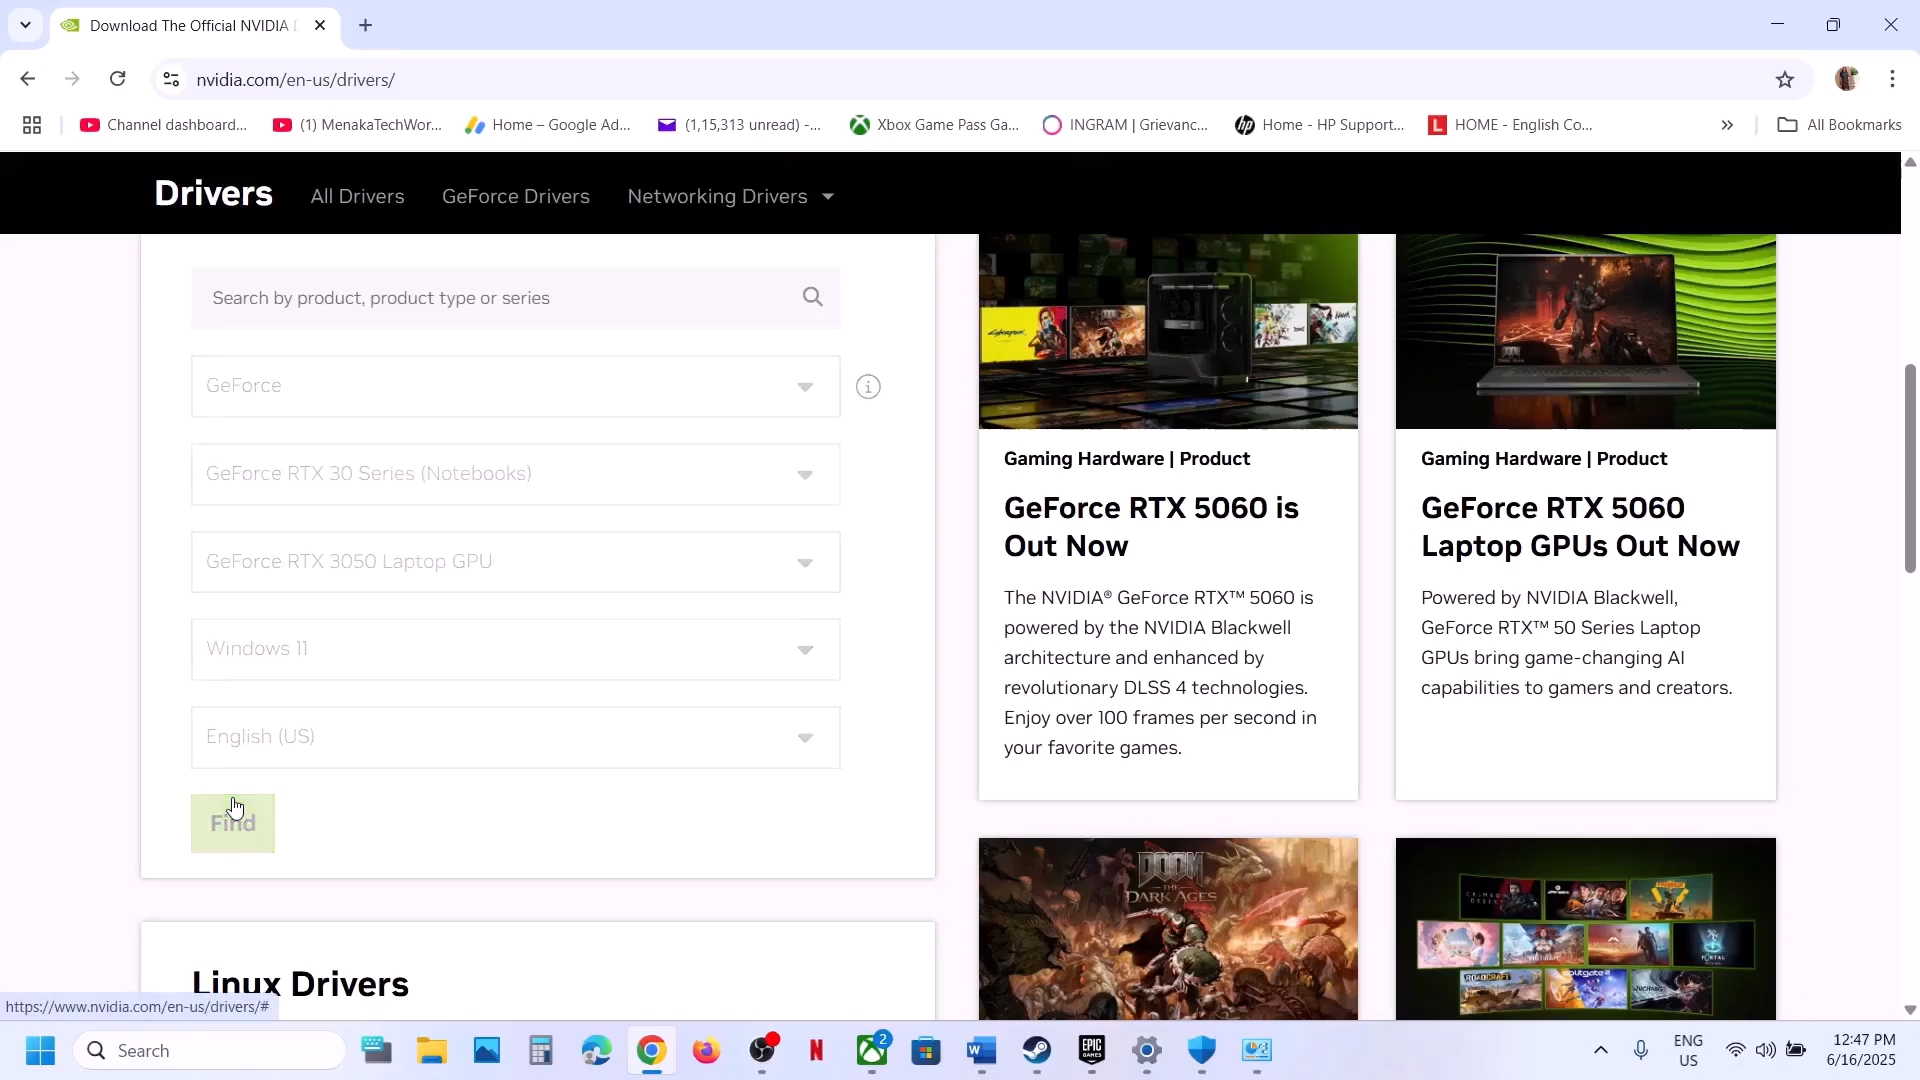 Download The Official NVIDIA D
nvidia.com/en-us/drivers/
Channel dashboard...
(1) MenakaTechWor...
Home – Google Ad...
(1,15,313 unread) -...
Xbox Game Pass Ga...
INGRAM | Grievanc...
Home - HP Support...
HOME - English Co...
All Bookmarks
Drivers
All Drivers
GeForce Drivers
Networking Drivers
Search by product, product type or series
GeForce
GeForce RTX 30 Series (Notebooks)
GeForce RTX 3050 Laptop GPU
Windows 11
English (US)
Find
Gaming Hardware | Product
GeForce RTX 5060 is
Out Now
The NVIDIA® GeForce RTX™ 5060 is
powered by the NVIDIA Blackwell
architecture and enhanced by
revolutionary DLSS 4 technologies.
Enjoy over 100 frames per second in
your favorite games.
Gaming Hardware | Product
GeForce RTX 5060
Laptop GPUs Out Now
Powered by NVIDIA Blackwell,
GeForce RTX™ 50 Series Laptop
GPUs bring game-changing AI
capabilities to gamers and creators.
DOOM
THE
DARK AGES
Linux Drivers
https://www.nvidia.com/en-us/drivers/#
Search
2
ENG
US
12:47 PM
6/16/2025